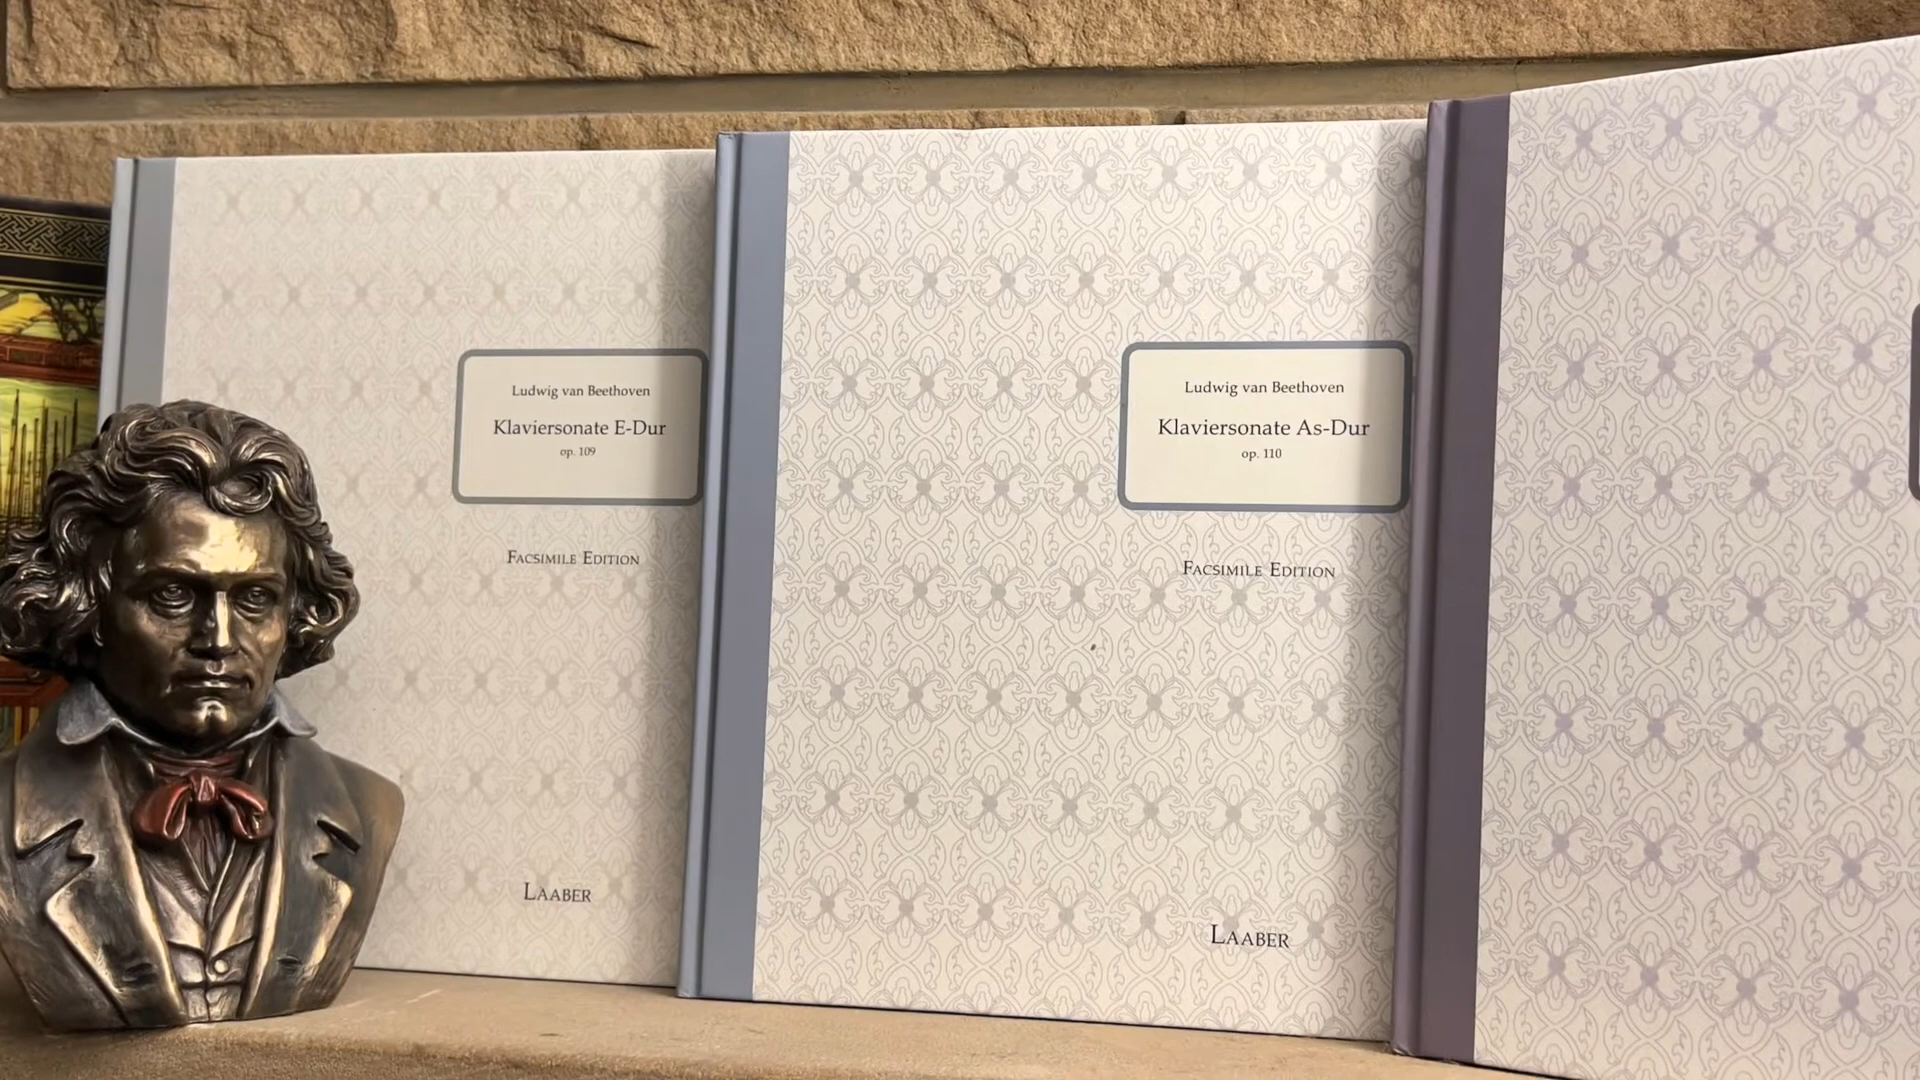 Ludwig van Beethoven
Klaviersonate E-Dur
op. 109
Facsimile Edition
Laaber
Ludwig van Beethoven
Klaviersonate As-Dur
op. 110
Facsimile Edition
Laaber